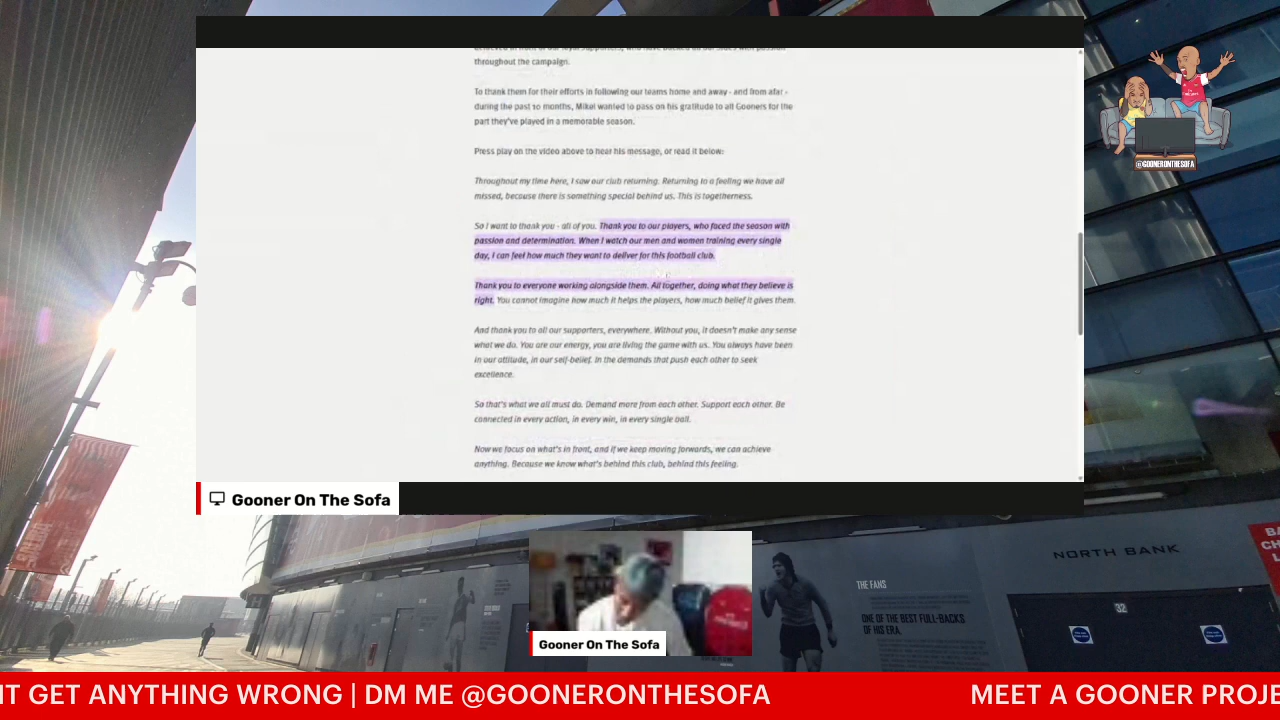 throughout the campaign.
To thank them for their efforts in following our teams home and away - and from afar -
during the past 10 months, Mikel wanted to pass on his gratitude to all Gooners for the
part they've played in a memorable season.
Press play on the video above to hear his message, or read it below:
Throughout my time here, I saw our club returning. Returning to a feeling we have all
missed, because there is something special behind us. This is togetherness.
So I want to thank you - all of you. Thank you to our players, who faced the season with
passion and determination. When I watch our men and women training every single
day, I can feel how much they want to deliver for this football club.
Thank you to everyone working alongside them. All together, doing what they believe is
right. You cannot imagine how much it helps the players, how much belief it gives them.
And thank you to all our supporters, everywhere. Without you, it doesn't make any sense
what we do. You are our energy, you are living the game with us. You always have been
in our attitude, in our self-belief. In the demands that push each other to seek
excellence.
So that's what we all must do. Demand more from each other. Support each other. Be
connected in every action, in every win, in every single ball.
Now we focus on what's in front, and if we keep moving forwards, we can achieve
anything. Because we know what's behind this club, behind this feeling.
@GOONERONTHESOFA
Gooner On The Sofa
Gooner On The Sofa
THE FANS
ONE OF THE BEST FULL-BACKS
OF HIS ERA
NORTH BANK
32
IT GET ANYTHING WRONG | DM ME @GOONERONTHESOFA
MEET A GOONER PROJE